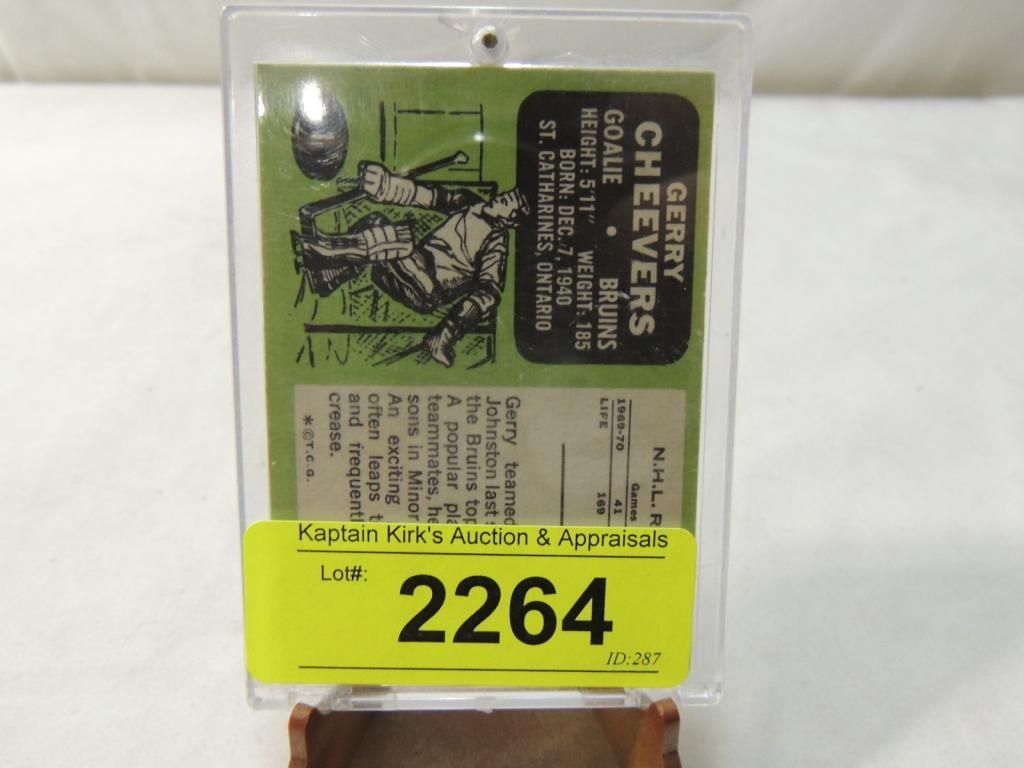 GERRY
CHEEVERS
GOALIE • BRUINS
HEIGHT: 5'11" WEIGHT: 185
BORN: DEC. 7, 1940
ST. CATHARINES, ONTARIO
N.H.L. R
Games
1969-70 41
LIFE 169
Gerry teamed
Johnston last
the Bruins top
A popular pla
teammates, he
sons in Minor
An exciting
often leaps t
and frequentl
crease.
*©T.C.G.
Kaptain Kirk's Auction & Appraisals
Lot#:
2264
ID:287